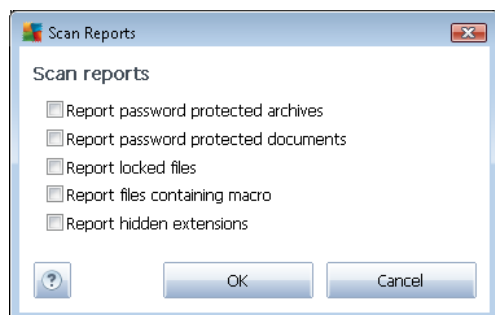 Scan Reports
Scan reports
Report password protected archives
Report password protected documents
Report locked files
Report files containing macro
Report hidden extensions
? OK Cancel